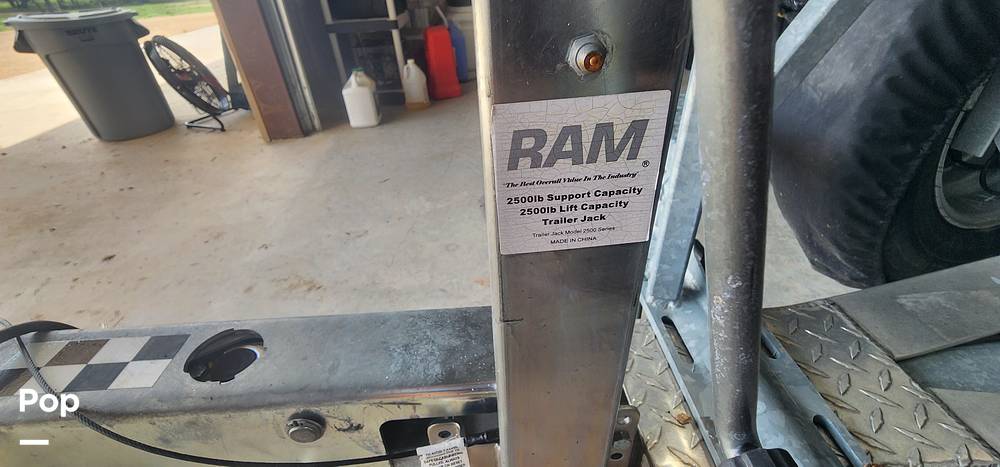 BRUTE
RAM®
"The Best Overall Value In The Industry"
2500lb Support Capacity
2500lb Lift Capacity
Trailer Jack
Trailer Jack Model 2500 Series
MADE IN CHINA
Pop